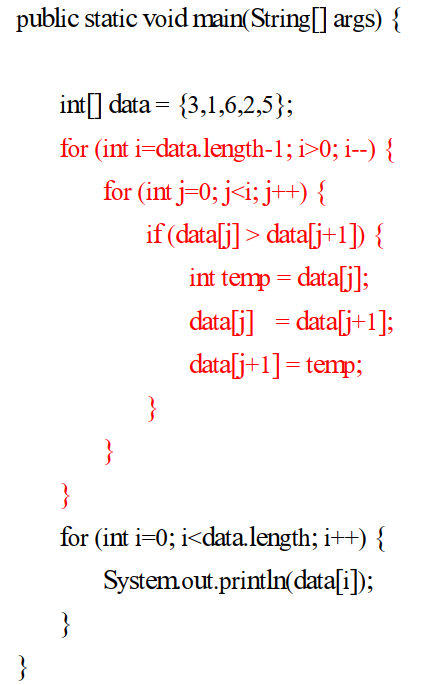 public static void main(String[] args) {
int[] data = {3,1,6,2,5};
for (int i=data.length-1; i>0; i--) {
for (int j=0; j<i; j++) {
if (data[j] > data[j+1]) {
int temp = data[j];
data[j] = data[j+1];
data[j+1] = temp;
}
}
}
for (int i=0; i<data.length; i++) {
System.out.println(data[i]);
}
}